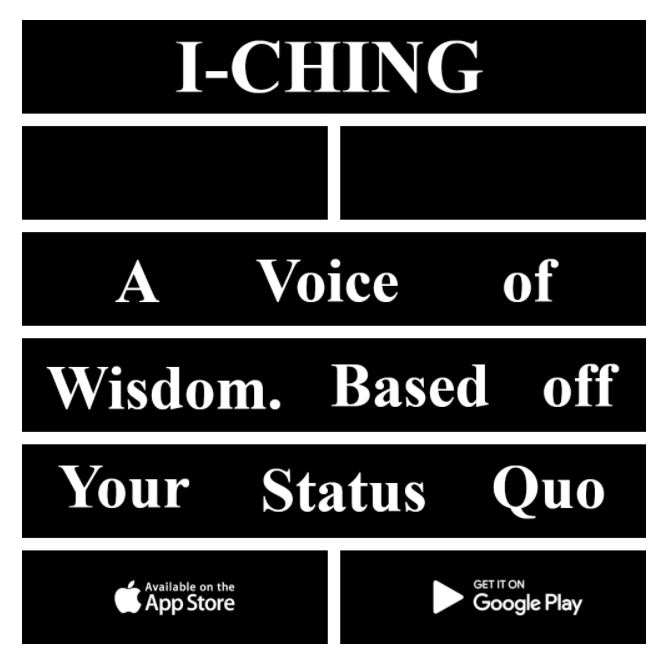 I-CHING
A Voice of
Wisdom. Based off
Your Status Quo
Available on the
App Store
GET IT ON
Google Play